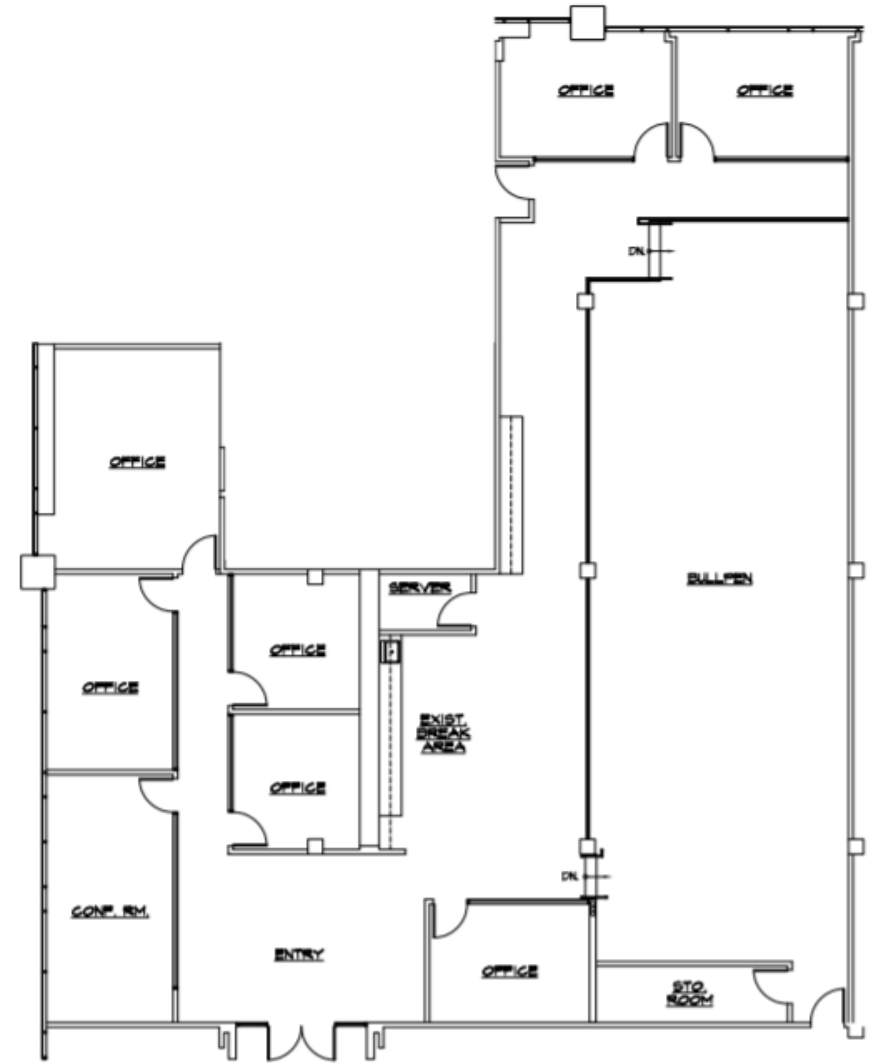 OFFICE
OFFICE
DN.
OFFICE
BULLPEN
SERVER
OFFICE
OFFICE
EXIST.
BREAK
AREA
OFFICE
DN.
CONF. RM.
ENTRY
OFFICE
STO.
ROOM